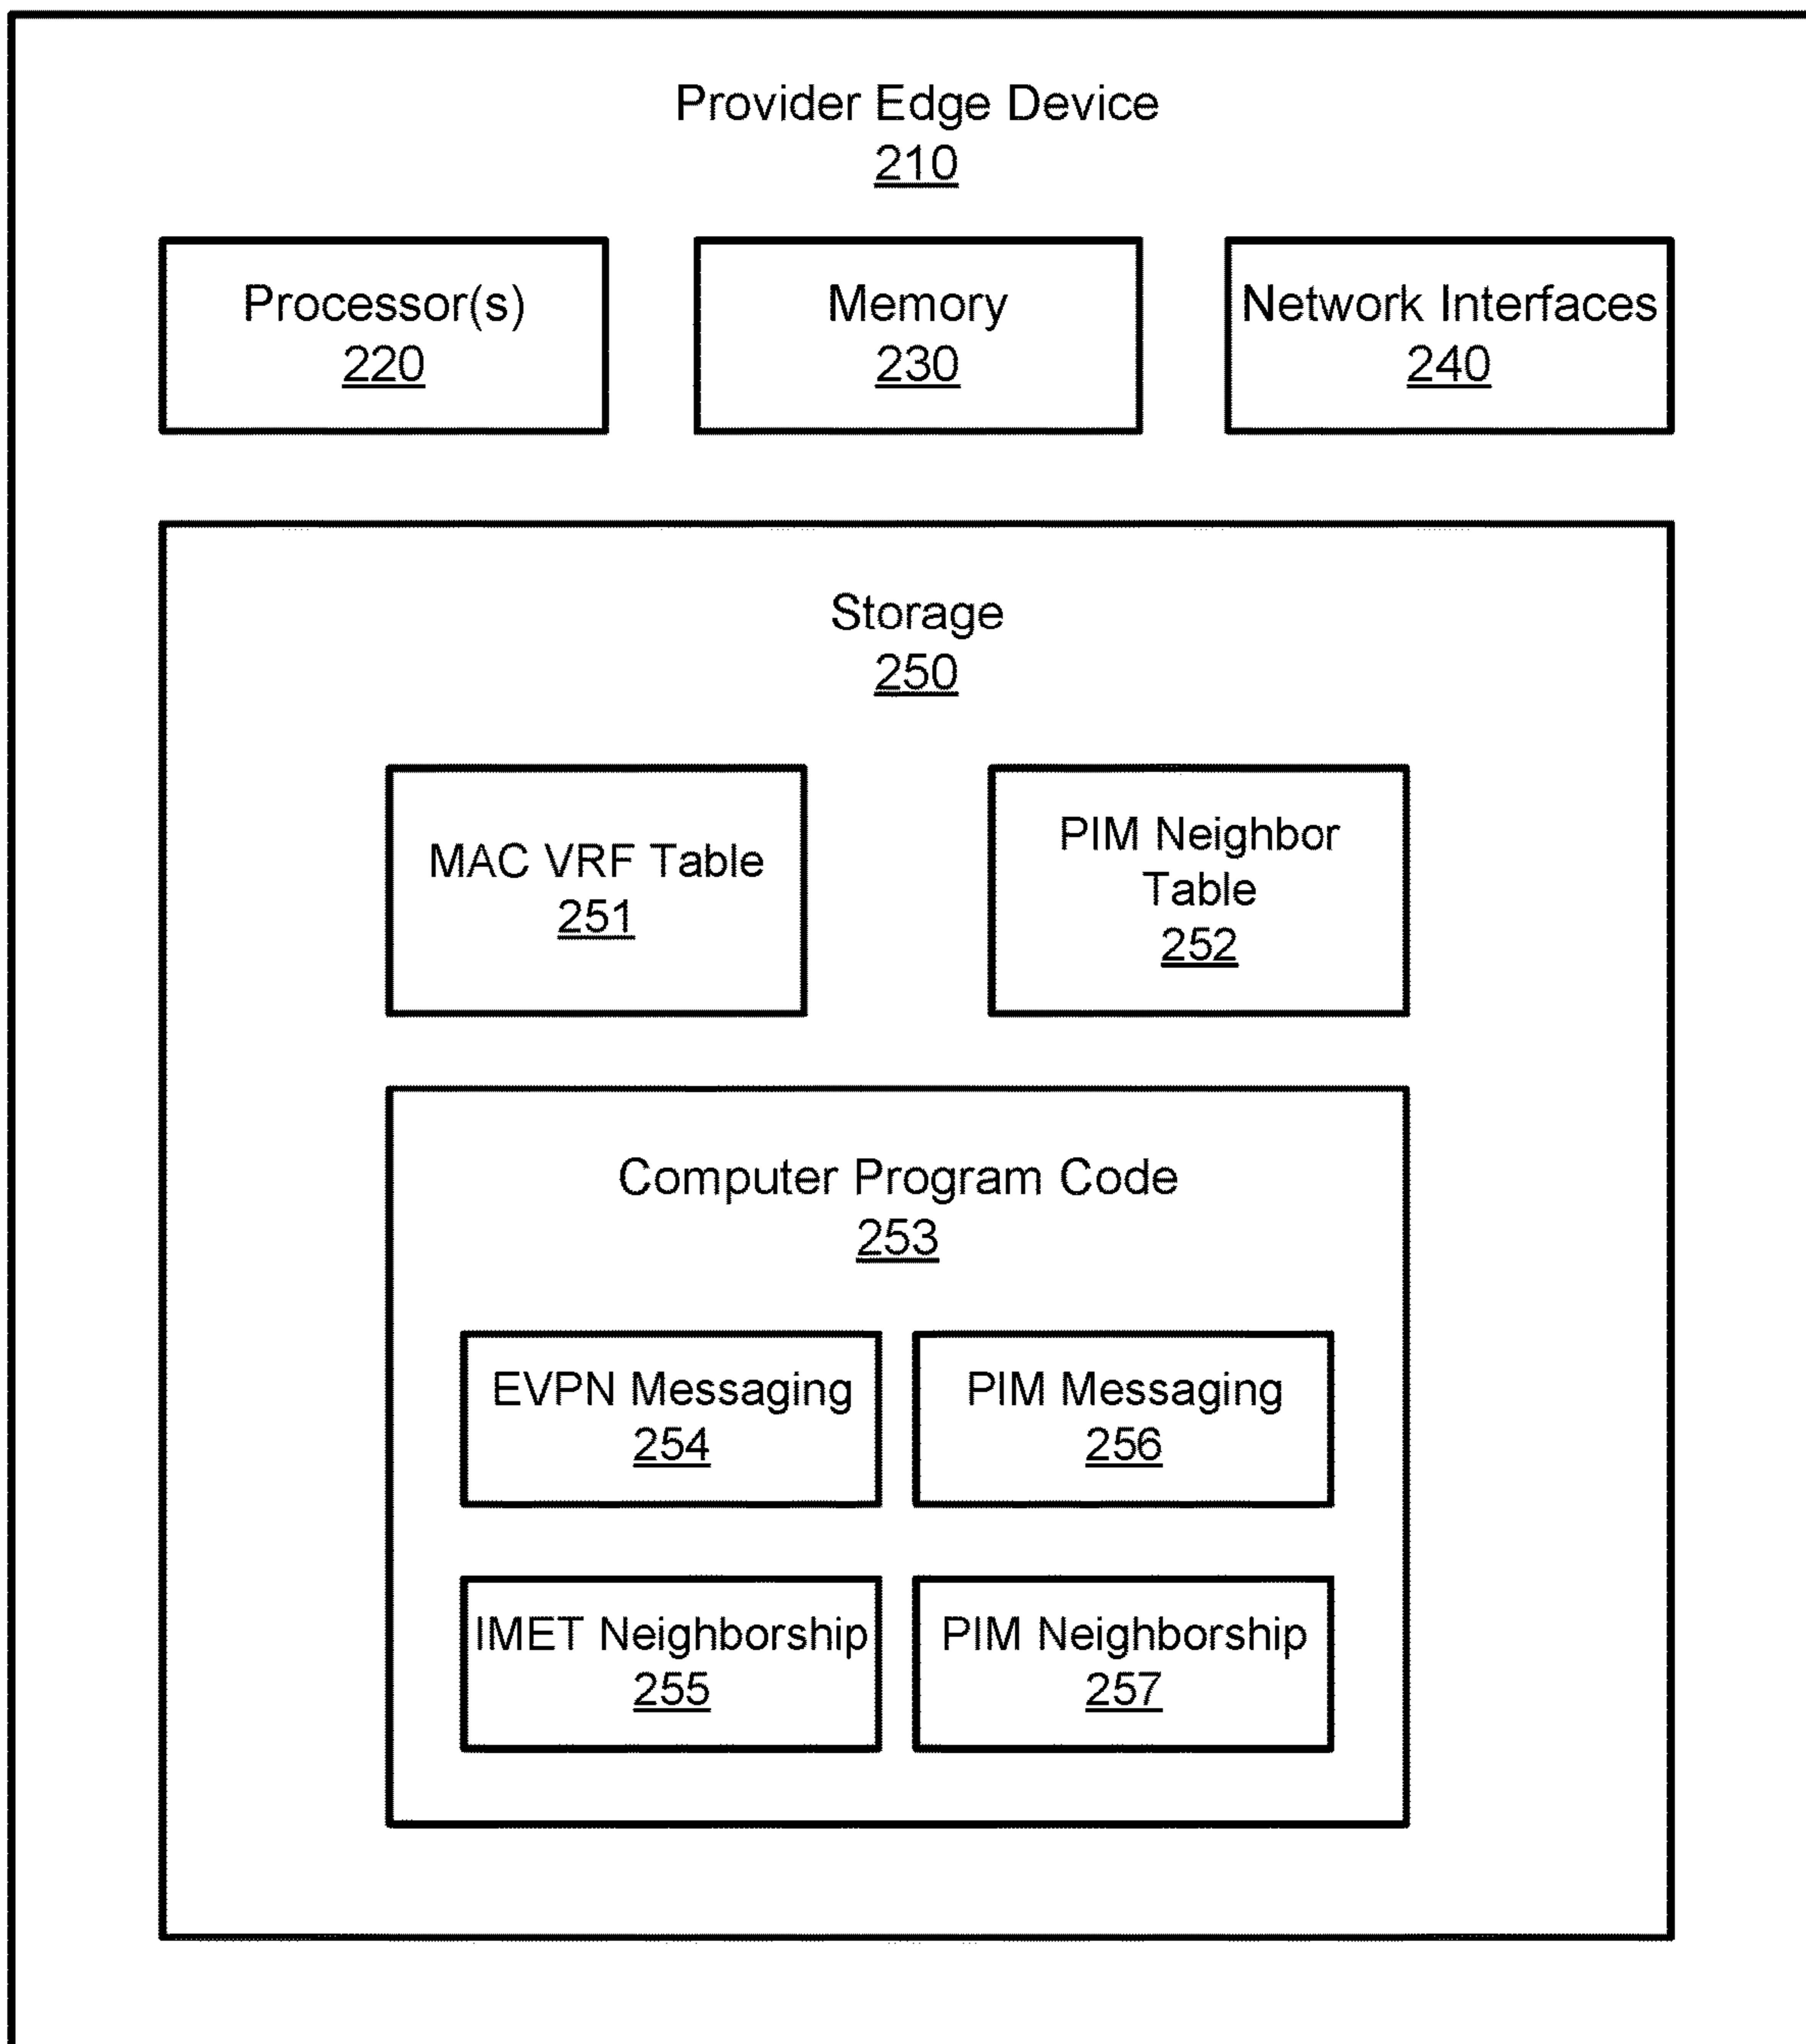 Provider Edge Device
210
Processor(s)
220
Memory
230
Network Interfaces
240
Storage
250
MAC VRF Table
251
PIM Neighbor
Table
252
Computer Program Code
253
EVPN Messaging
254
PIM Messaging
256
IMET Neighborship
255
PIM Neighborship
257